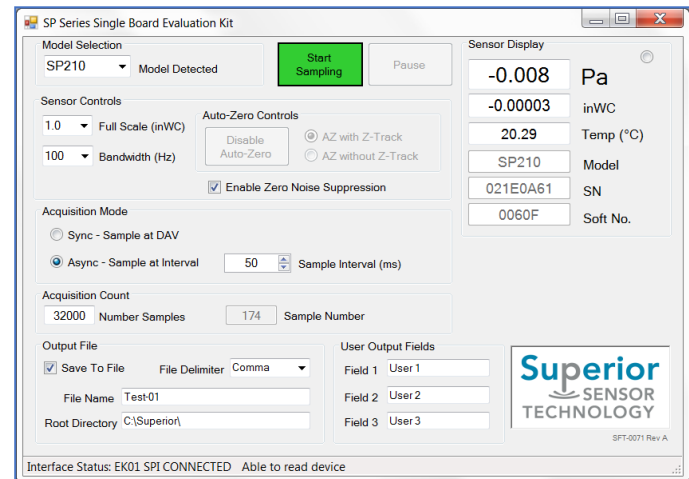 SP Series Single Board Evaluation Kit
Model Selection
SP210 Model Detected
Start
Sampling
Pause
Sensor Display
-0.008 Pa
-0.00003 inWC
20.29 Temp (°C)
SP210 Model
021E0A61 SN
0060F Soft No.
Sensor Controls
1.0 Full Scale (inWC)
100 Bandwidth (Hz)
Auto-Zero Controls
Disable
Auto-Zero
AZ with Z-Track
AZ without Z-Track
Enable Zero Noise Suppression
Acquisition Mode
Sync - Sample at DAV
Async - Sample at Interval 50 Sample Interval (ms)
Acquisition Count
32000 Number Samples 174 Sample Number
Output File
Save To File File Delimiter Comma
File Name Test-01
Root Directory C:\Superior\
User Output Fields
Field 1 User1
Field 2 User2
Field 3 User3
Superior
SENSOR
TECHNOLOGY
SFT-0071 Rev A
Interface Status: EK01 SPI CONNECTED Able to read device